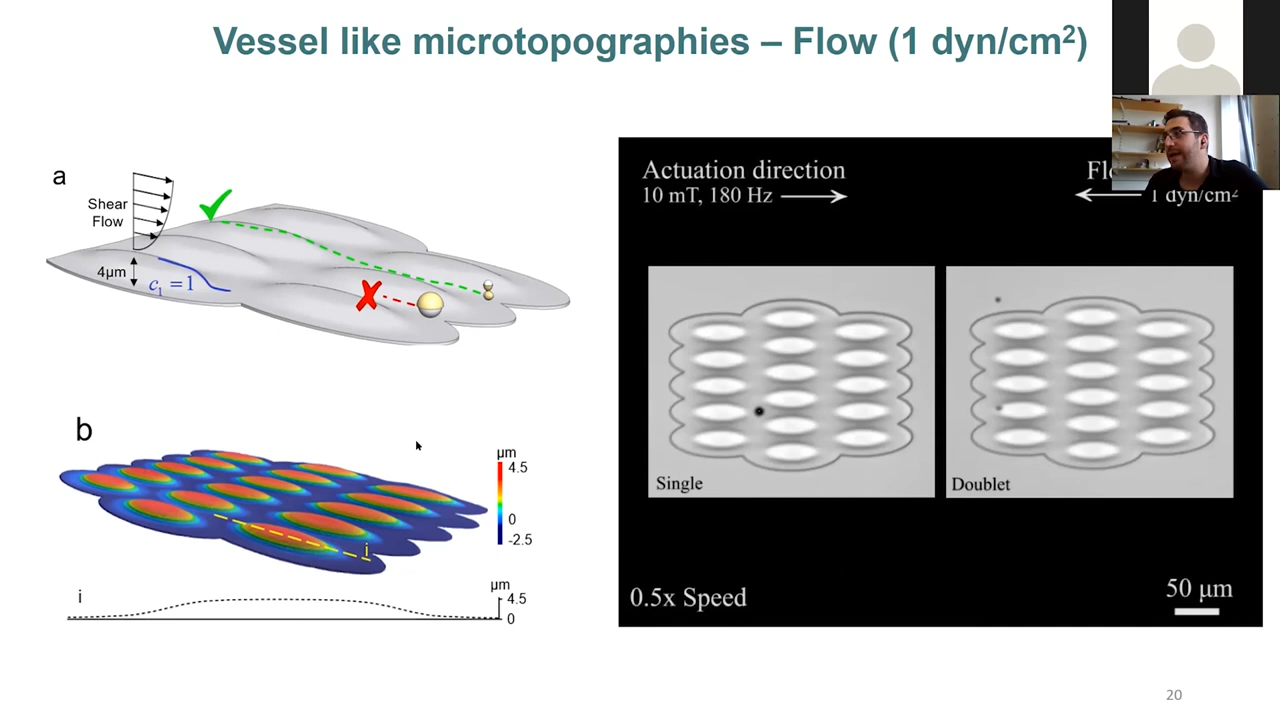 Vessel like microtopographies – Flow (1 dyn/cm²)
a
Shear
Flow
4μm
c₁ = 1
b
μm
4.5
0
-2.5
i
i
μm
4.5
0
Actuation direction
10 mT, 180 Hz
1 dyn/cm²
Single
Doublet
0.5x Speed
50 μm
20